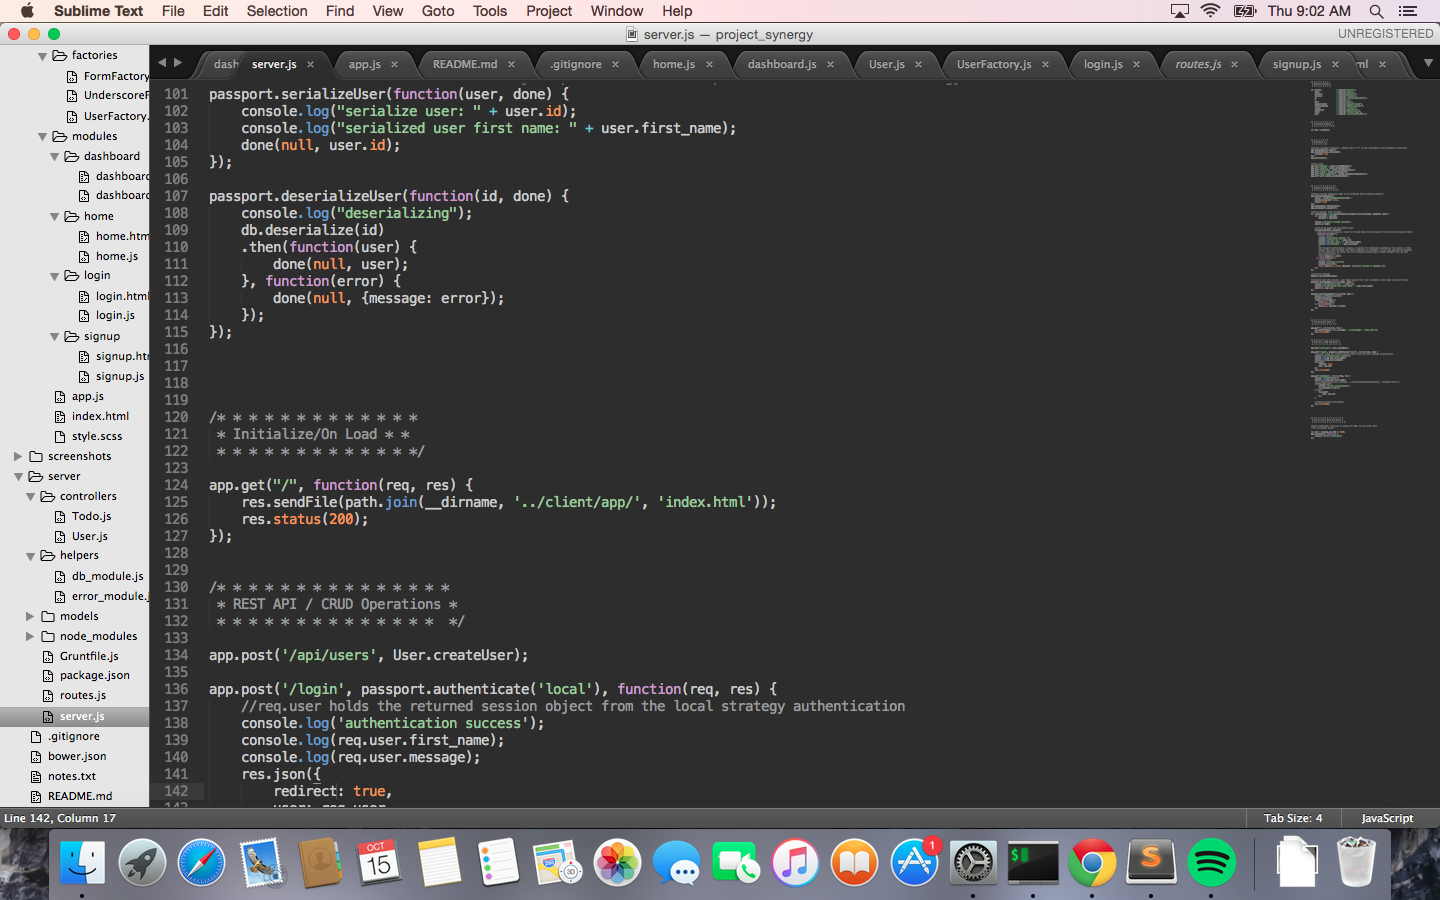 Sublime Text File Edit Selection Find View Goto Tools Project Window Help Thu 9:02 AM
server.js — project_synergy UNREGISTERED
dash server.js × app.js × README.md × .gitignore × home.js × dashboard.js × User.js × UserFactory.js × login.js × routes.js × signup.js × ml ×
factories
FormFactory
UnderscoreF
UserFactory.
modules
dashboard
dashboard
dashboard
home
home.htm
home.js
login
login.html
login.js
signup
signup.ht
signup.js
app.js
index.html
style.scss
screenshots
server
controllers
Todo.js
User.js
helpers
db_module.js
error_module.j
models
node_modules
Gruntfile.js
package.json
routes.js
server.js
.gitignore
bower.json
notes.txt
README.md
101 passport.serializeUser(function(user, done) {
102 console.log("serialize user: " + user.id);
103 console.log("serialized user first name: " + user.first_name);
104 done(null, user.id);
105 });
106
107 passport.deserializeUser(function(id, done) {
108 console.log("deserializing");
109 db.deserialize(id)
110 .then(function(user) {
111 done(null, user);
112 }, function(error) {
113 done(null, {message: error});
114 });
115 });
116
117
118
119
120 /* * * * * * * * * * * * *
121 * Initialize/On Load * *
122 * * * * * * * * * * * * */
123
124 app.get("/", function(req, res) {
125 res.sendFile(path.join(__dirname, '../client/app/', 'index.html'));
126 res.status(200);
127 });
128
129
130 /* * * * * * * * * * * * * * *
131 * REST API / CRUD Operations *
132 * * * * * * * * * * * * * * */
133
134 app.post('/api/users', User.createUser);
135
136 app.post('/login', passport.authenticate('local'), function(req, res) {
137 //req.user holds the returned session object from the local strategy authentication
138 console.log('authentication success');
139 console.log(req.user.first_name);
140 console.log(req.user.message);
141 res.json({
142 redirect: true,
143 user: req.user
Line 142, Column 17 Tab Size: 4 JavaScript
OCT
15
3D
1
$
S